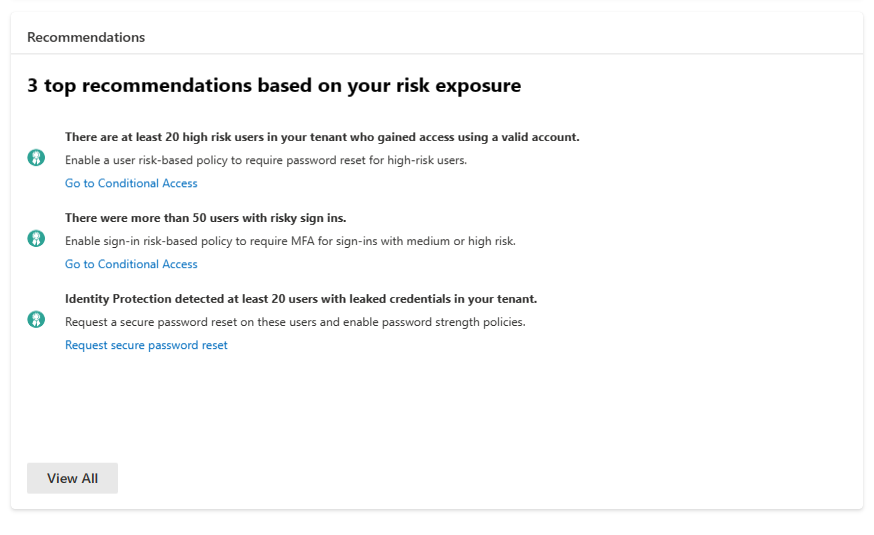 Recommendations
3 top recommendations based on your risk exposure
There are at least 20 high risk users in your tenant who gained access using a valid account.
Enable a user risk-based policy to require password reset for high-risk users.
Go to Conditional Access
There were more than 50 users with risky sign ins.
Enable sign-in risk-based policy to require MFA for sign-ins with medium or high risk.
Go to Conditional Access
Identity Protection detected at least 20 users with leaked credentials in your tenant.
Request a secure password reset on these users and enable password strength policies.
Request secure password reset
View All